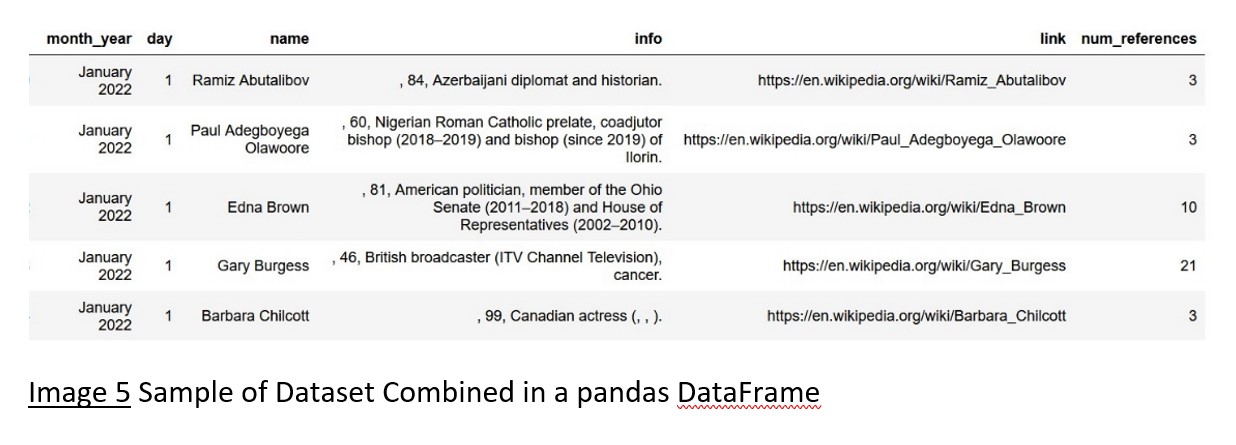 month_year day name info link num_references
January 2022 1 Ramiz Abutalibov , 84, Azerbaijani diplomat and historian. https://en.wikipedia.org/wiki/Ramiz_Abutalibov 3
January 2022 1 Paul Adegboyega Olawoore , 60, Nigerian Roman Catholic prelate, coadjutor bishop (2018–2019) and bishop (since 2019) of Ilorin. https://en.wikipedia.org/wiki/Paul_Adegboyega_Olawoore 3
January 2022 1 Edna Brown , 81, American politician, member of the Ohio Senate (2011–2018) and House of Representatives (2002–2010). https://en.wikipedia.org/wiki/Edna_Brown 10
January 2022 1 Gary Burgess , 46, British broadcaster (ITV Channel Television), cancer. https://en.wikipedia.org/wiki/Gary_Burgess 21
January 2022 1 Barbara Chilcott , 99, Canadian actress (, , ). https://en.wikipedia.org/wiki/Barbara_Chilcott 3
Image 5 Sample of Dataset Combined in a pandas DataFrame